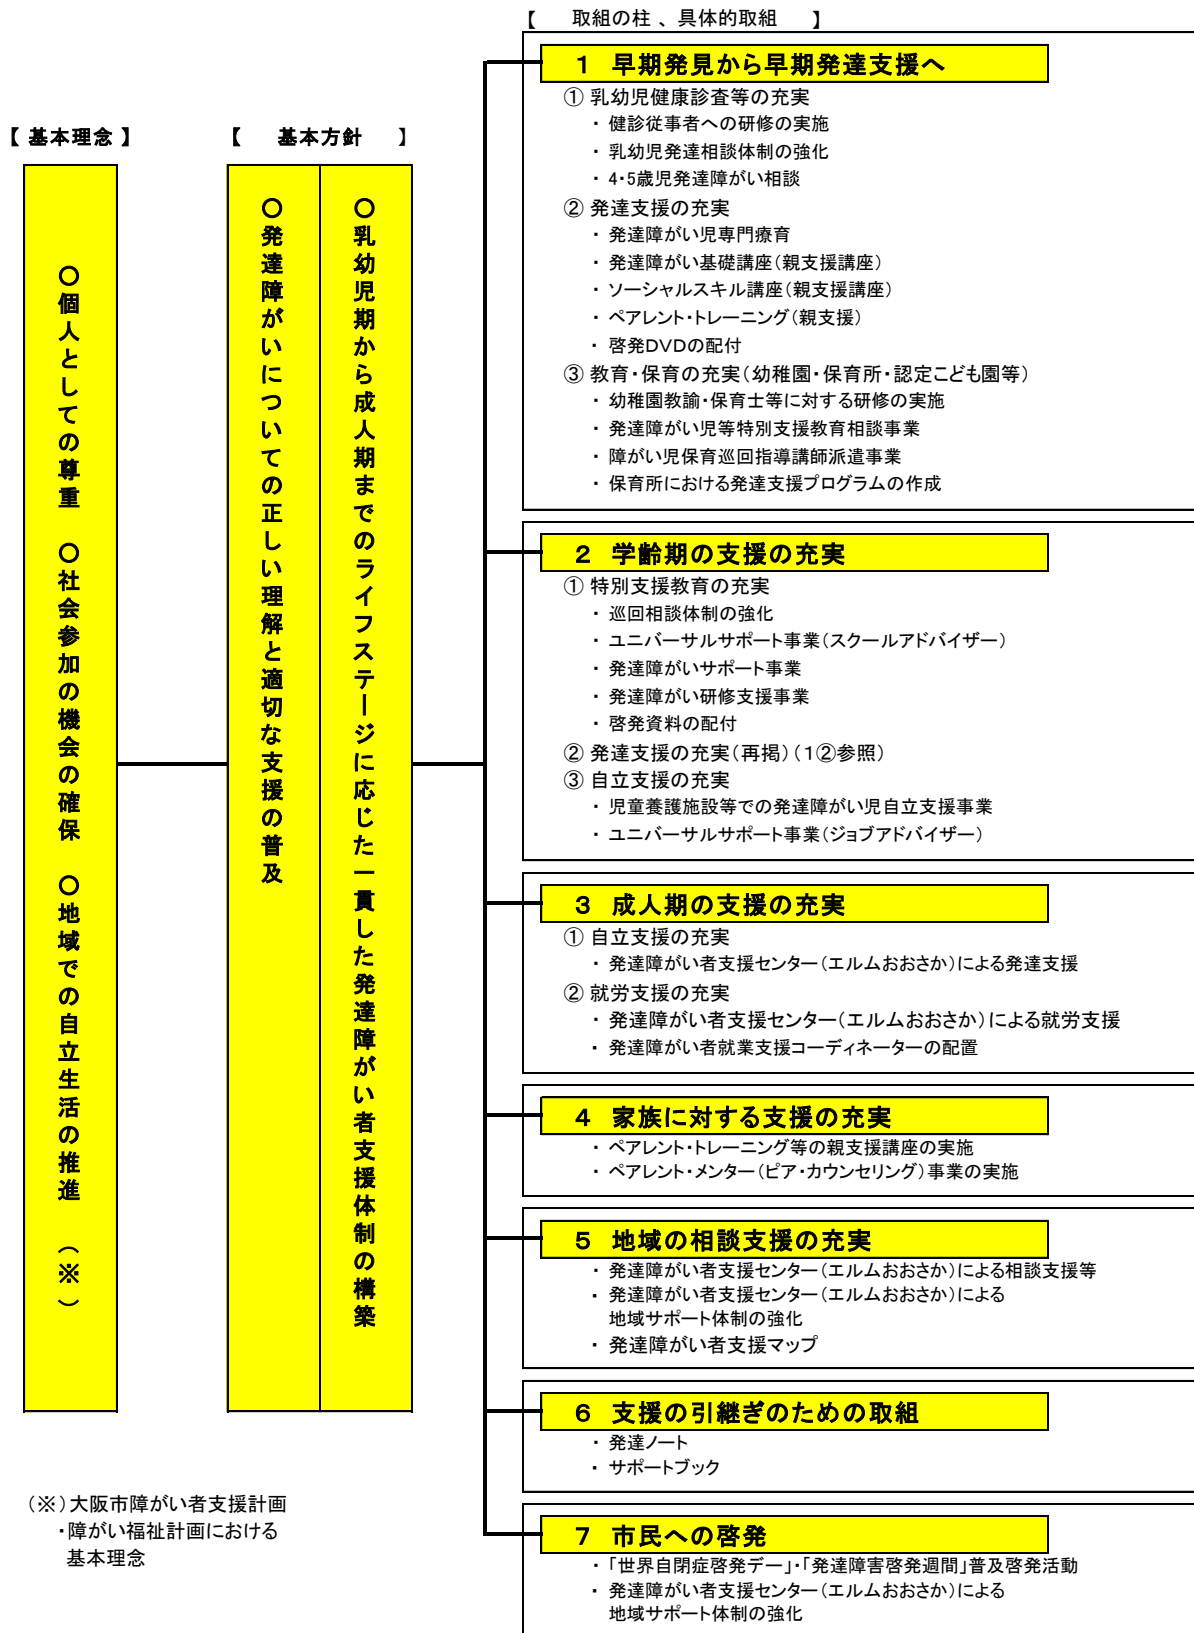 【 基本理念 】
○個人としての尊重　○社会参加の機会の確保　○地域での自立生活の推進　（※）
【　基本方針　】
○乳幼児期から成人期までのライフステージに応じた一貫した発達障がい者支援体制の構築
○発達障がいについての正しい理解と適切な支援の普及
【　取組の柱 、具体的取組　】
１　早期発見から早期発達支援へ
① 乳幼児健康診査等の充実
・ 健診従事者への研修の実施
・ 乳幼児発達相談体制の強化
・ 4・5歳児発達障がい相談
② 発達支援の充実
・ 発達障がい児専門療育
・ 発達障がい基礎講座（親支援講座）
・ ソーシャルスキル講座（親支援講座）
・ ペアレント・トレーニング（親支援）
・ 啓発DVDの配付
③ 教育・保育の充実（幼稚園・保育所・認定こども園等）
・ 幼稚園教諭・保育士等に対する研修の実施
・ 発達障がい児等特別支援教育相談事業
・ 障がい児保育巡回指導講師派遣事業
・ 保育所における発達支援プログラムの作成
２　学齢期の支援の充実
① 特別支援教育の充実
・ 巡回相談体制の強化
・ ユニバーサルサポート事業（スクールアドバイザー）
・ 発達障がいサポート事業
・ 発達障がい研修支援事業
・ 啓発資料の配付
② 発達支援の充実（再掲）（１②参照）
③ 自立支援の充実
・ 児童養護施設等での発達障がい児自立支援事業
・ ユニバーサルサポート事業（ジョブアドバイザー）
３　成人期の支援の充実
① 自立支援の充実
・ 発達障がい者支援センター（エルムおおさか）による発達支援
② 就労支援の充実
・ 発達障がい者支援センター（エルムおおさか）による就労支援
・ 発達障がい者就業支援コーディネーターの配置
４　家族に対する支援の充実
・ ペアレント・トレーニング等の親支援講座の実施
・ ペアレント・メンター（ピア・カウンセリング）事業の実施
５　地域の相談支援の充実
・ 発達障がい者支援センター（エルムおおさか）による相談支援等
・ 発達障がい者支援センター（エルムおおさか）による
地域サポート体制の強化
・ 発達障がい者支援マップ
６　支援の引継ぎのための取組
・ 発達ノート
・ サポートブック
７　市民への啓発
・ 「世界自閉症啓発デー」・「発達障害啓発週間」普及啓発活動
・ 発達障がい者支援センター（エルムおおさか）による
地域サポート体制の強化
（※）大阪市障がい者支援計画
・障がい福祉計画における
基本理念